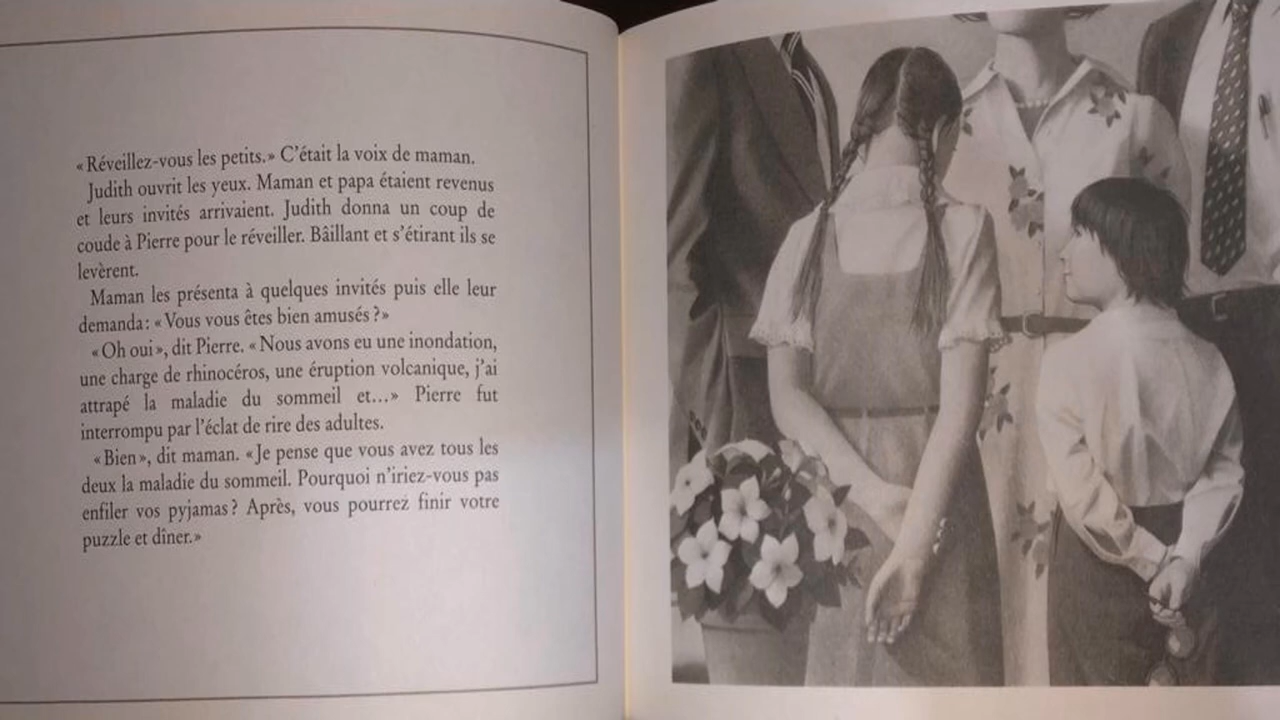 « Réveillez-vous les petits.» C'était la voix de maman.
Judith ouvrit les yeux. Maman et papa étaient revenus
et leurs invités arrivaient. Judith donna un coup de
coude à Pierre pour le réveiller. Bâillant et s'étirant ils se
levèrent.
Maman les présenta à quelques invités puis elle leur
demanda: « Vous vous êtes bien amusés ?»
«Oh oui», dit Pierre. «Nous avons eu une inondation,
une charge de rhinocéros, une éruption volcanique, j'ai
attrapé la maladie du sommeil et...» Pierre fut
interrompu par l'éclat de rire des adultes.
«Bien», dit maman. «Je pense que vous avez tous les
deux la maladie du sommeil. Pourquoi n'iriez-vous pas
enfiler vos pyjamas? Après, vous pourrez finir votre
puzzle et dîner.»